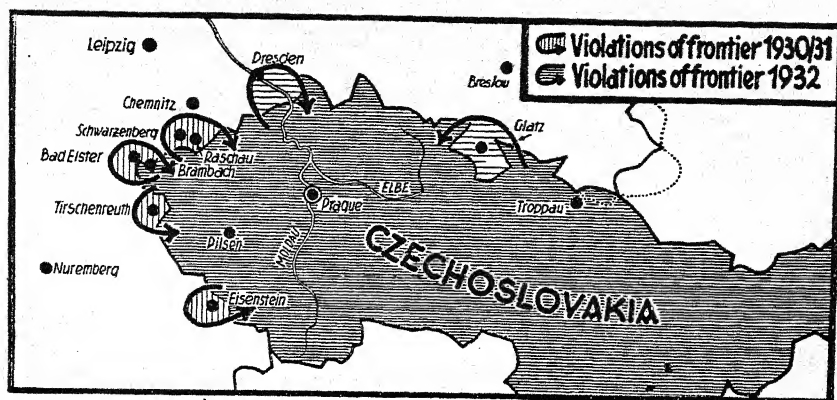 Violations of frontier 1930/31
Violations of frontier 1932
Leipzig
Dresden
Breslau
Chemnitz
Glatz
Schwarzenberg
Raschau
Bad Elster
Brambach
ELBE
Tirschenreuth
Prague
Troppau
Pilsen
MOLDAU
CZECHOSLOVAKIA
Nuremberg
Eisenstein